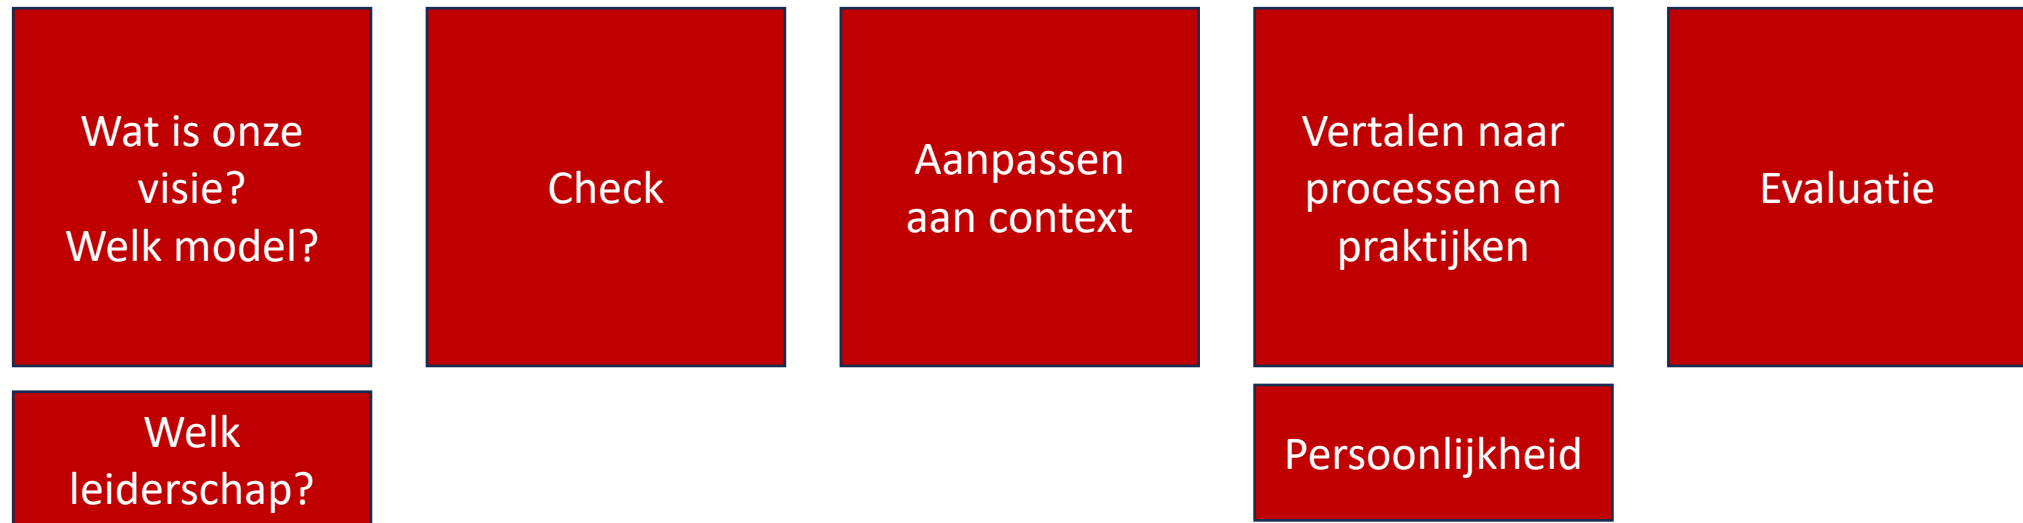 Wat is onze
visie?
Welk model?
Check
Aanpassen
aan context
Vertalen naar
processen en
praktijken
Evaluatie
Welk
leiderschap?
Persoonlijkheid